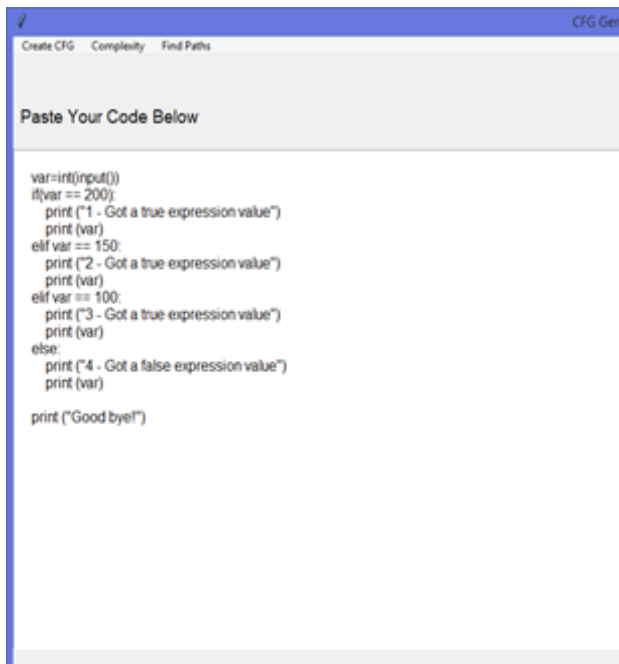 CFG Gen
Create CFG Complexity Find Paths
Paste Your Code Below
var=int(input())
if(var == 200):
    print ("1 - Got a true expression value")
    print (var)
elif var == 150:
    print ("2 - Got a true expression value")
    print (var)
elif var == 100:
    print ("3 - Got a true expression value")
    print (var)
else:
    print ("4 - Got a false expression value")
    print (var)
print ("Good bye!")